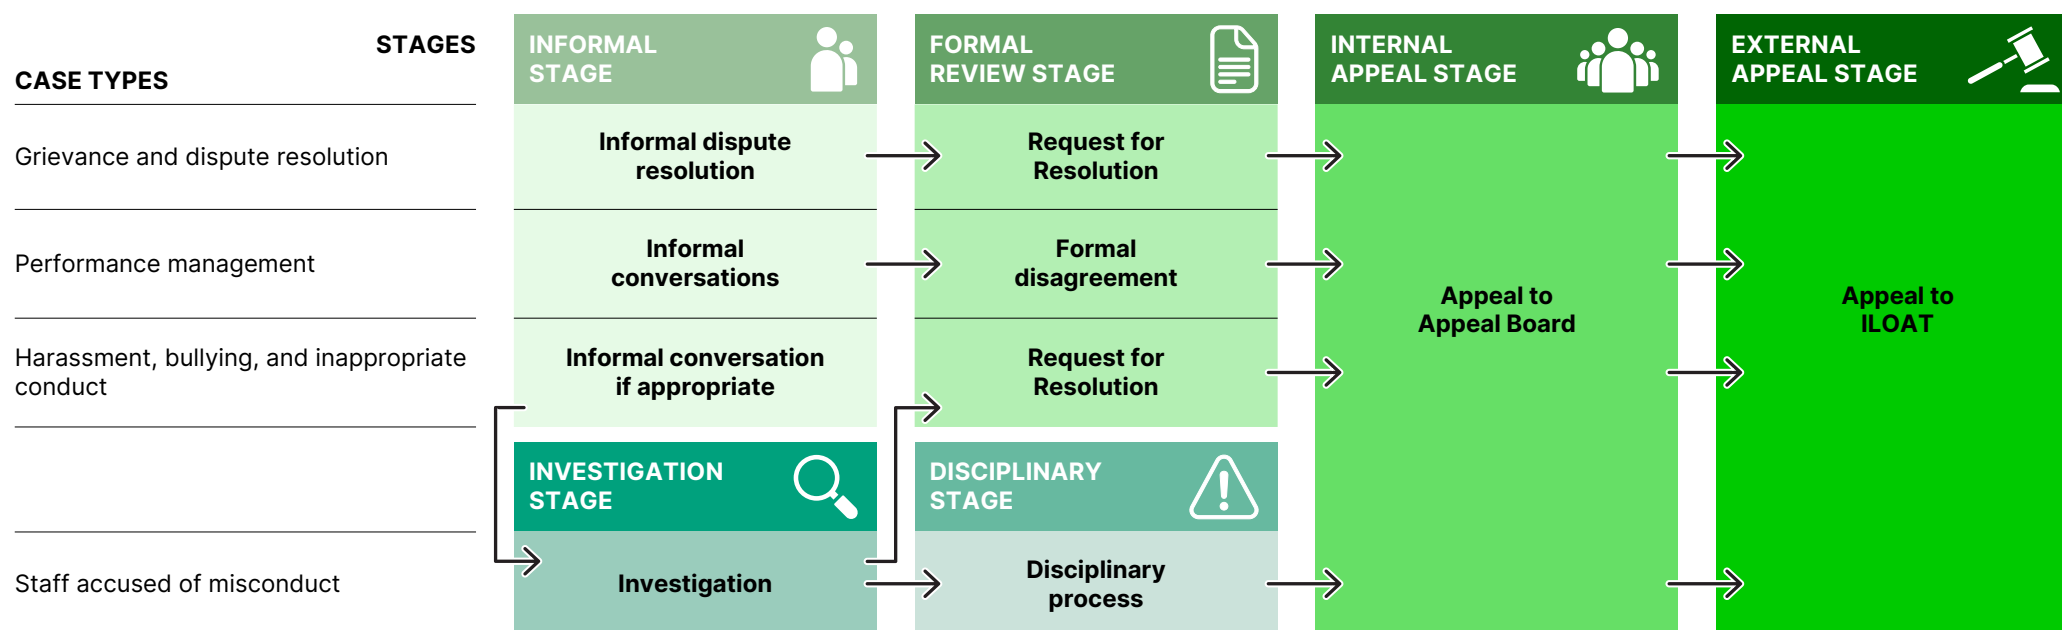 STAGES
CASE TYPES
INFORMAL
STAGE
FORMAL
REVIEW STAGE
INTERNAL
APPEAL STAGE
EXTERNAL
APPEAL STAGE
Grievance and dispute resolution
Informal dispute
resolution
Request for
Resolution
Performance management
Informal
conversations
Formal
disagreement
Appeal to
Appeal Board
Appeal to
ILOAT
Harassment, bullying, and inappropriate
conduct
Informal conversation
if appropriate
Request for
Resolution
INVESTIGATION
STAGE
DISCIPLINARY
STAGE
Staff accused of misconduct
Investigation
Disciplinary
process